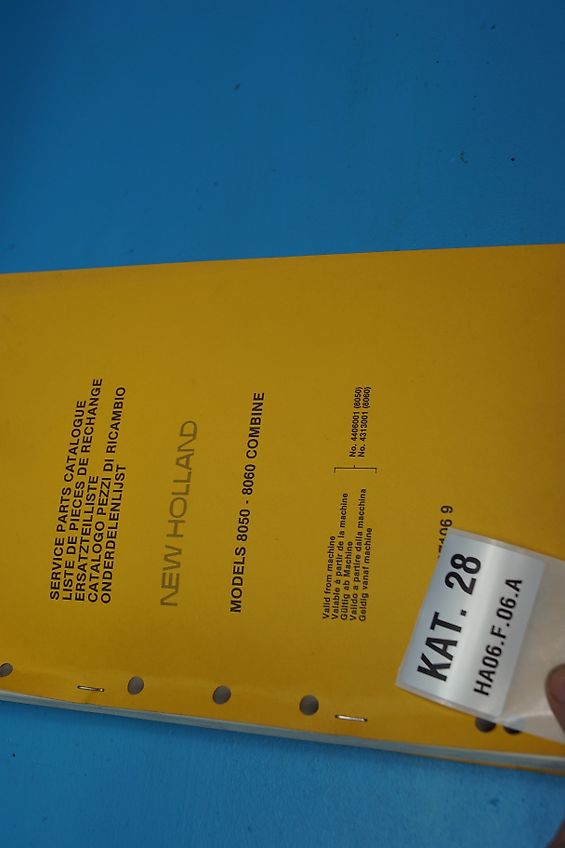 SERVICE PARTS CATALOGUE
LISTE DE PIECES DE RECHANGE
ERSATZTEILLISTE
CATALOGO PEZZI DI RICAMBIO
ONDERDELENLIJST
NEW HOLLAND
MODELS 8050 - 8060 COMBINE
Valid from machine
Valable à partir de la machine
Gültig ab Machine
Valido a partire dalla macchina
Geldig vanaf machine
No. 4406001 (8050)
No. 4313001 (8060)
KAT. 28
HA06.F.06.A